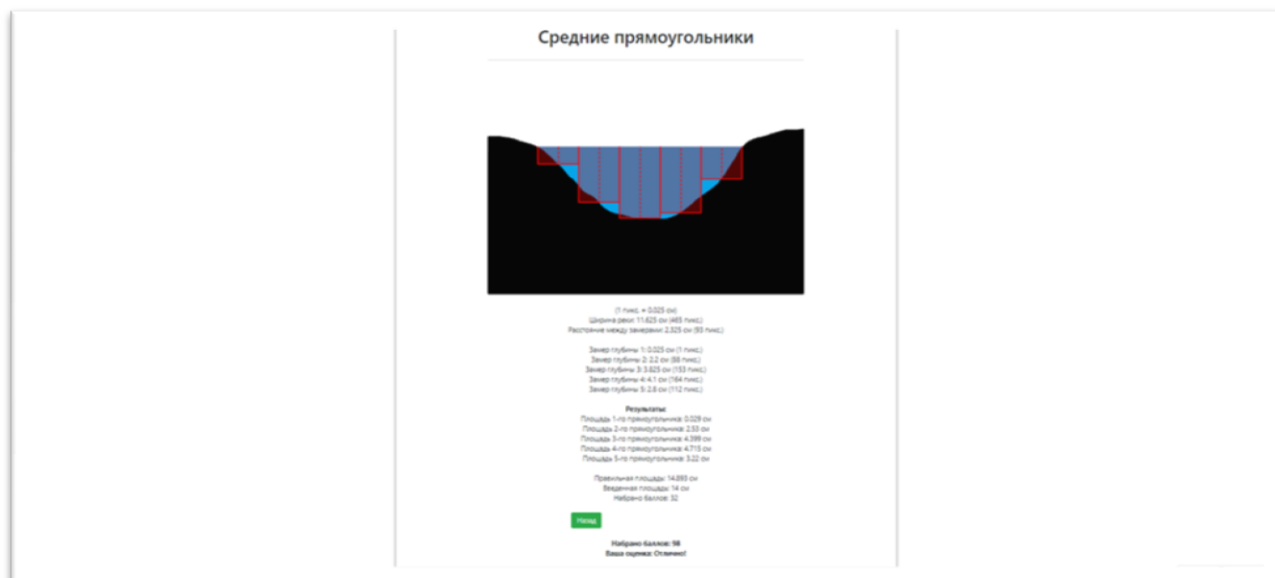 Средние прямоугольники
(1 пикс. = 0.025 см)
Ширина реки: 11.625 см (465 пикс.)
Расстояние между замерами: 2.325 см (93 пикс.)
Замер глубины 1: 0.025 см (1 пикс.)
Замер глубины 2: 2.2 см (88 пикс.)
Замер глубины 3: 3.825 см (153 пикс.)
Замер глубины 4: 4.1 см (164 пикс.)
Замер глубины 5: 2.8 см (112 пикс.)
Результаты:
Площадь 1-го прямоугольника: 0.029 см
Площадь 2-го прямоугольника: 2.53 см
Площадь 3-го прямоугольника: 4.399 см
Площадь 4-го прямоугольника: 4.715 см
Площадь 5-го прямоугольника: 3.22 см
Правильная площадь: 14.893 см
Введенная площадь: 14 см
Набрано баллов: 32
Назад
Набрано баллов: 98
Ваша оценка: Отлично!